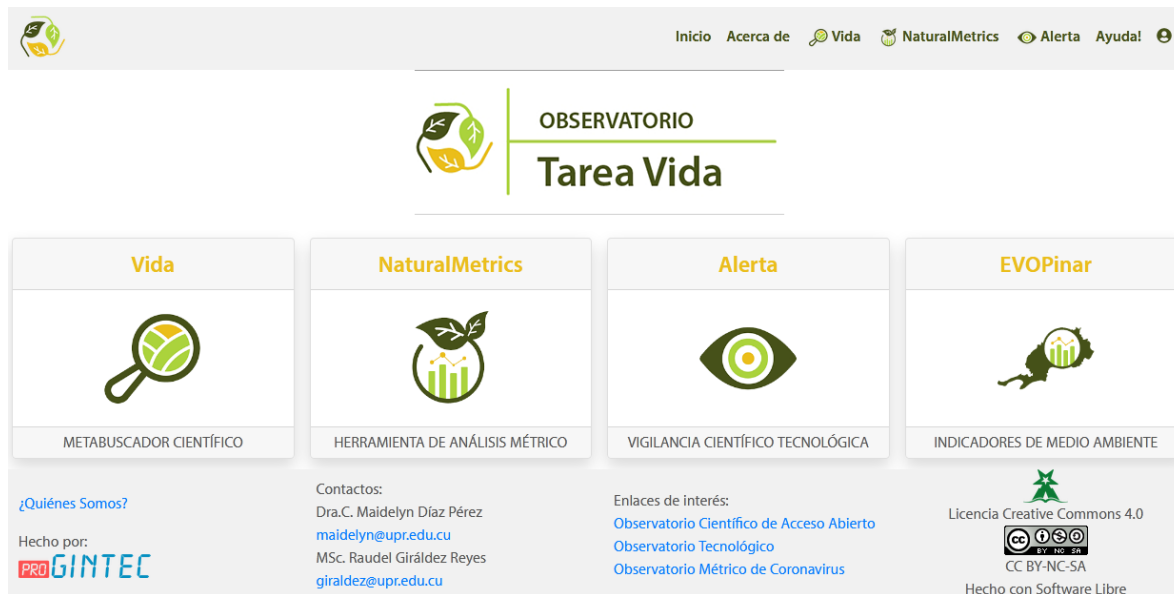 Inicio Acerca de Vida NaturalMetrics Alerta Ayuda!
OBSERVATORIO
Tarea Vida
Vida
METABUSCADOR CIENTÍFICO
NaturalMetrics
HERRAMIENTA DE ANÁLISIS MÉTRICO
Alerta
VIGILANCIA CIENTÍFICO TECNOLÓGICA
EVOPinar
INDICADORES DE MEDIO AMBIENTE
¿Quiénes Somos?
Hecho por:
PRO GINTEC
Contactos:
Dra.C. Maidelyn Díaz Pérez
maidelyn@upr.edu.cu
MSc. Raudel Giráldez Reyes
giraldez@upr.edu.cu
Enlaces de interés:
Observatorio Científico de Acceso Abierto
Observatorio Tecnológico
Observatorio Métrico de Coronavirus
Licencia Creative Commons 4.0
cc
BY NC SA
CC BY-NC-SA
Hecho con Software Libre